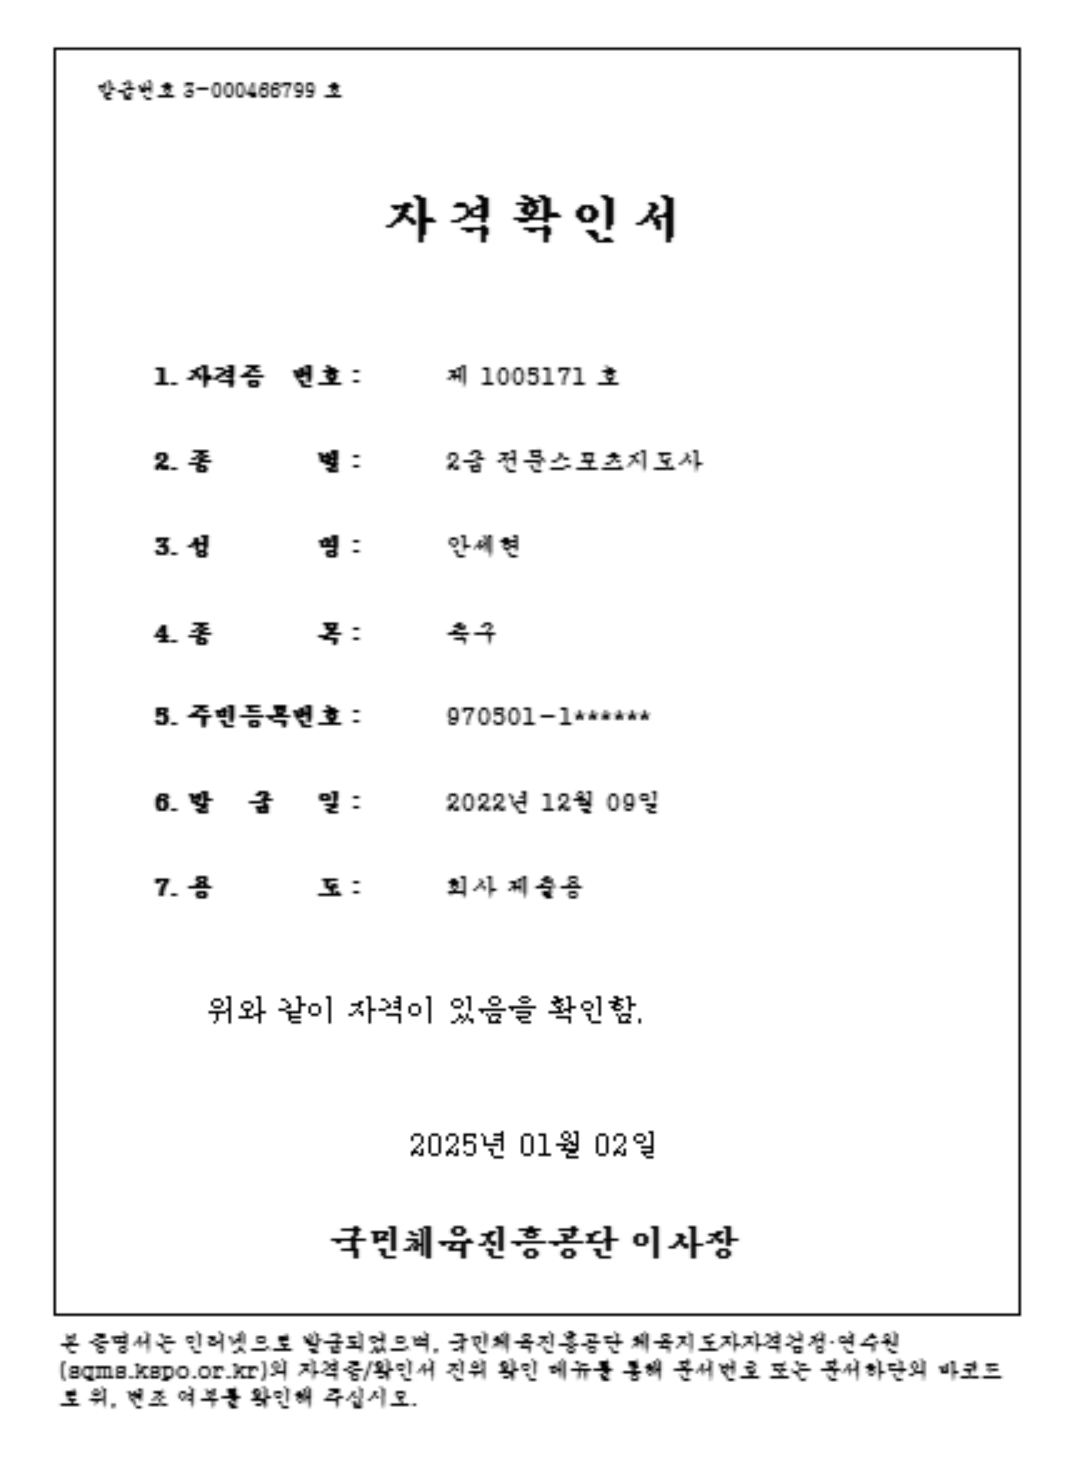 발급번호 3-000466799 호
자격확인서
1. 자격증 번호 : 제 1005171 호
2. 종 별 : 2급 전문스포츠지도사
3. 성 명 : 안세현
4. 종 목 : 축구
5. 주민등록번호 : 970501-1******
6. 발 급 일 : 2022년 12월 09일
7. 용 도 : 회사 제출용
위와 같이 자격이 있음을 확인함.
2025년 01월 02일
국민체육진흥공단 이사장
본 증명서는 인터넷으로 발급되었으며, 국민체육진흥공단 체육지도자자격검정·연수원
(sqms.kspo.or.kr)의 자격증/확인서 진위 확인 메뉴를 통해 문서번호 또는 문서하단의 바코드
로 위, 변조 여부를 확인해 주십시오.